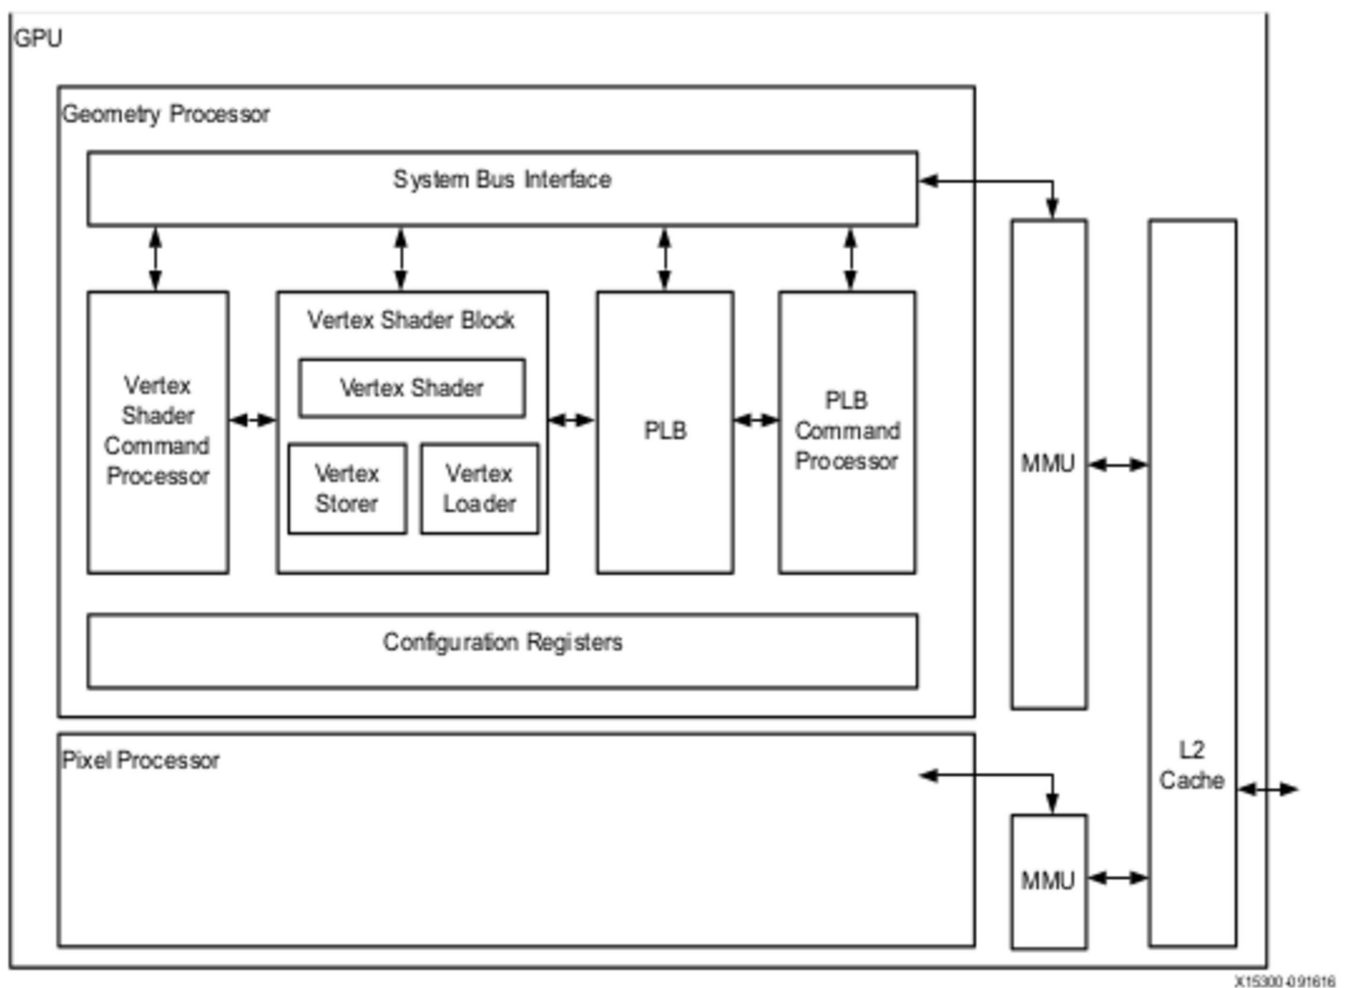 GPU
Geometry Processor
System Bus Interface
Vertex
Shader
Command
Processor
Vertex Shader Block
Vertex Shader
Vertex
Storer
Vertex
Loader
PLB
PLB
Command
Processor
MMU
Configuration Registers
Pixel Processor
L2
Cache
MMU
X15300-091616